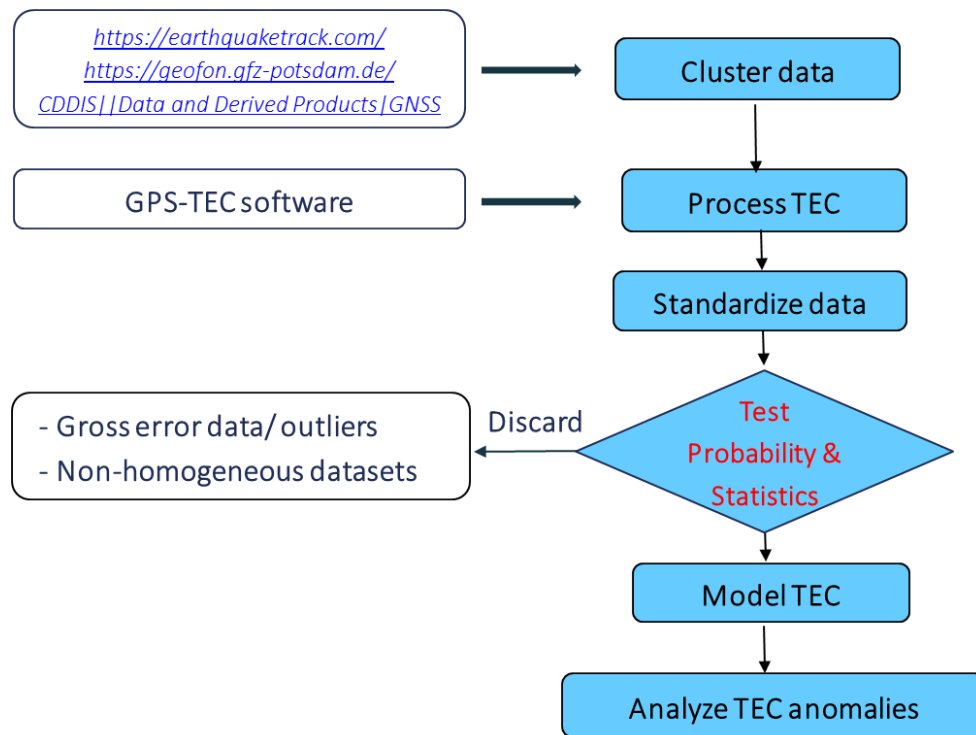 https://earthquaketrack.com/
https://geofon.gfz-potsdam.de/
CDDIS||Data and Derived Products|GNSS
Cluster data
GPS-TEC software
Process TEC
Standardize data
- Gross error data/ outliers
- Non-homogeneous datasets
Discard
Test
Probability &
Statistics
Model TEC
Analyze TEC anomalies